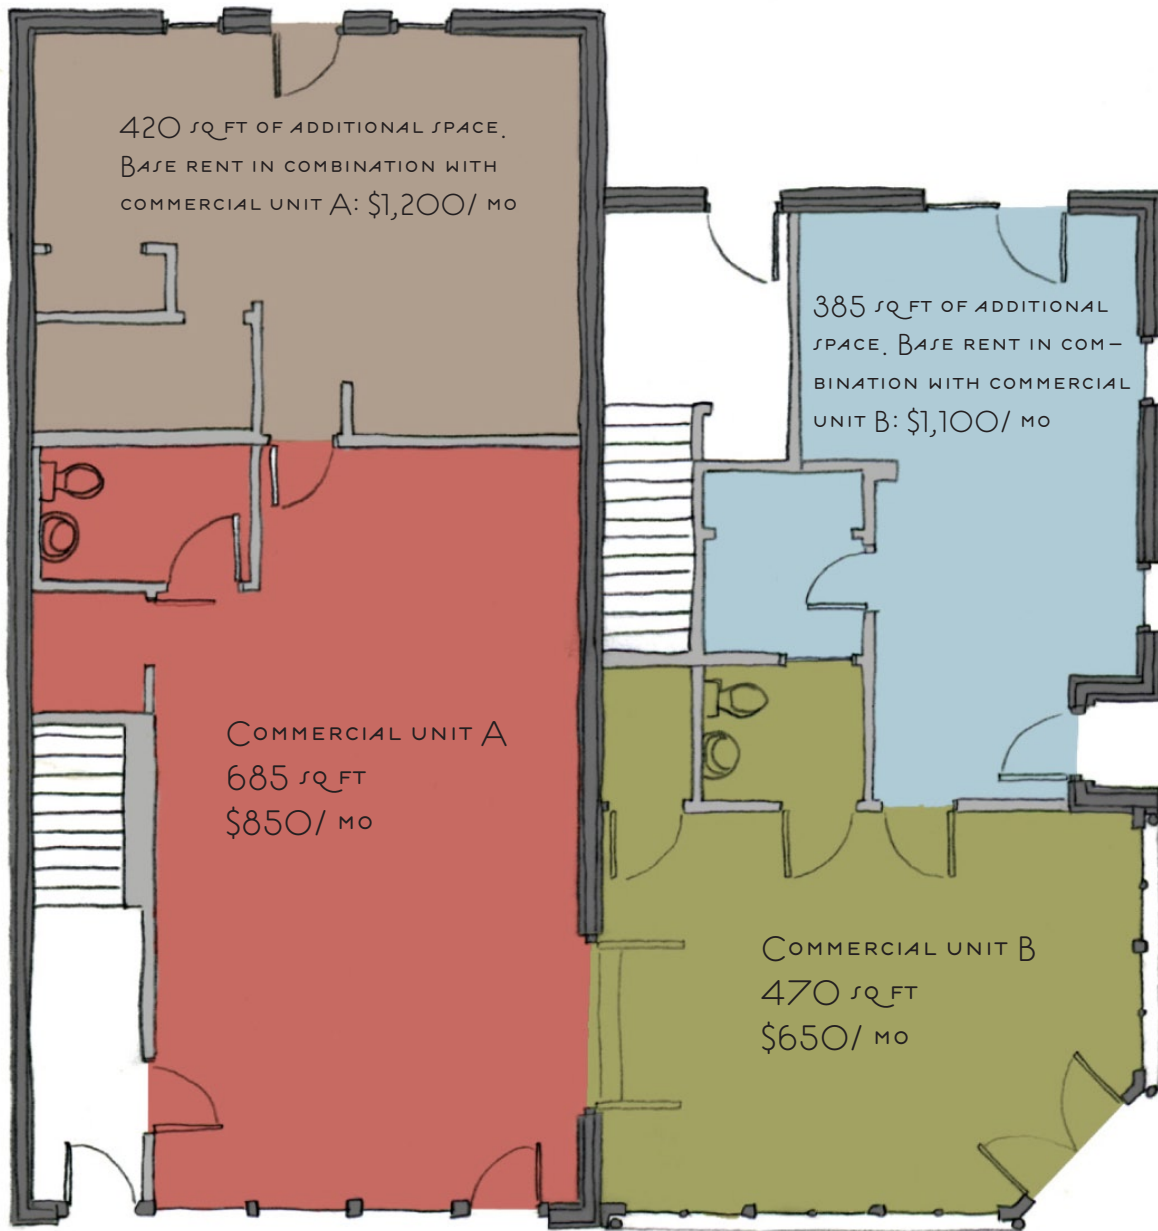 420 sq ft of additional space.
Base rent in combination with
commercial unit A: $1,200/ mo
385 sq ft of additional
space. Base rent in com-
bination with commercial
unit B: $1,100/ mo
Commercial unit A
685 sq ft
$850/ mo
Commercial unit B
470 sq ft
$650/ mo